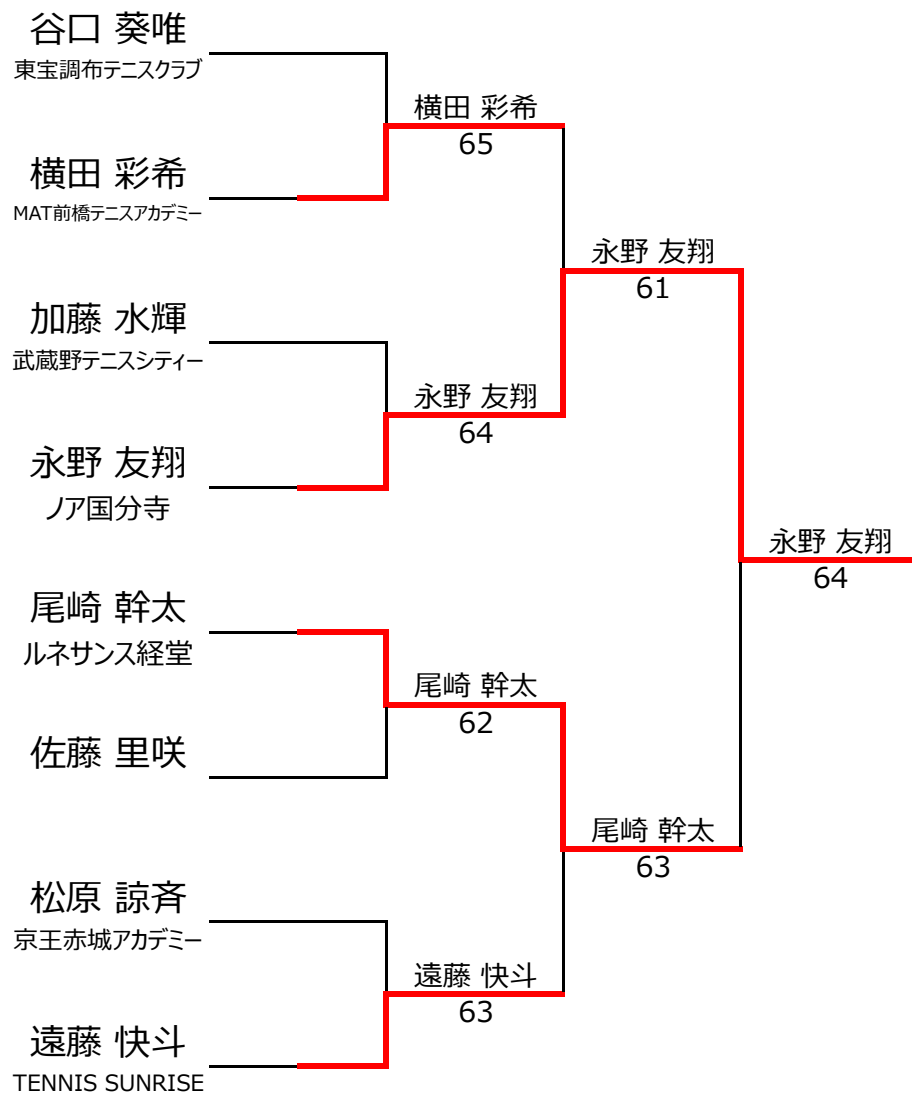 谷口 葵唯
東宝調布テニスクラブ
横田 彩希
65
横田 彩希
MAT前橋テニスアカデミー
永野 友翔
61
加藤 水輝
武蔵野テニスシティー
永野 友翔
64
永野 友翔
ノア国分寺
永野 友翔
64
尾崎 幹太
ルネサンス経堂
尾崎 幹太
62
佐藤 里咲
尾崎 幹太
63
松原 諒斉
京王赤城アカデミー
遠藤 快斗
63
遠藤 快斗
TENNIS SUNRISE